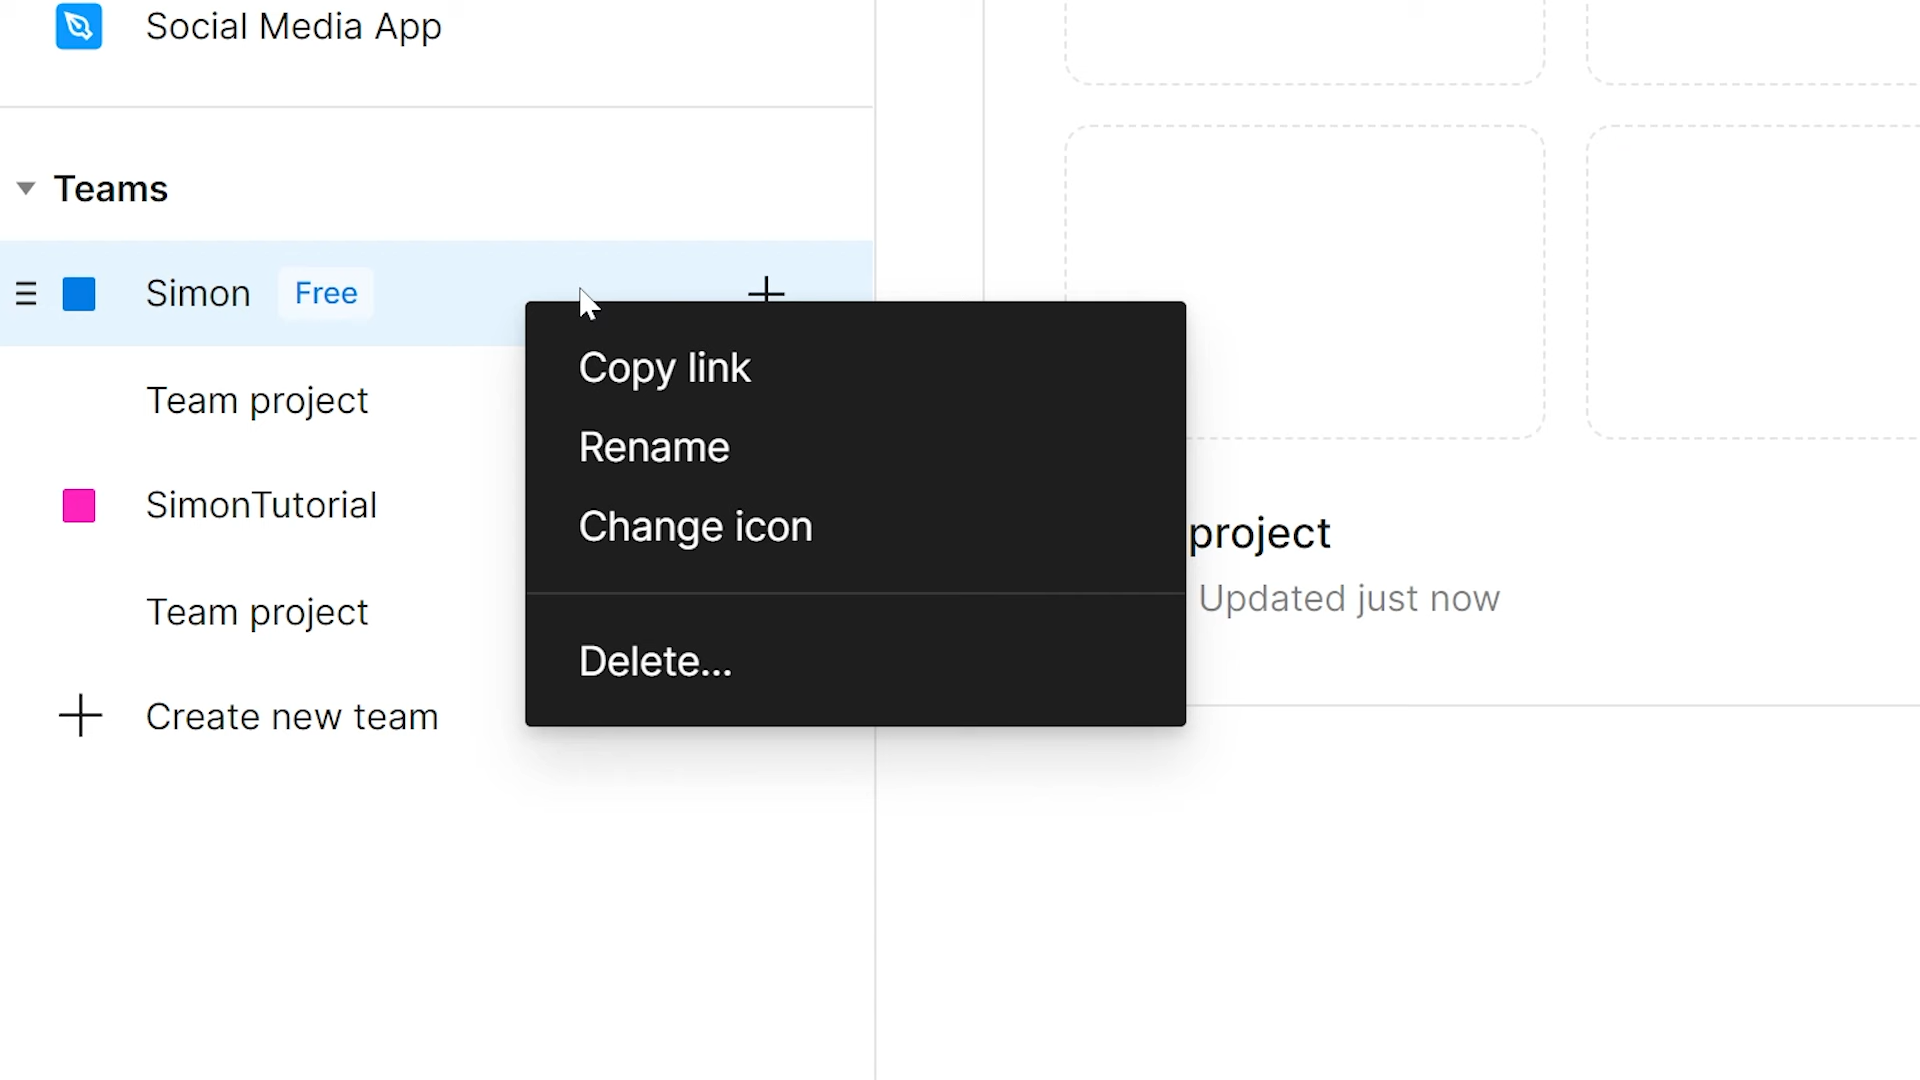 Social Media App
Teams
Simon Free
Team project
SimonTutorial
Team project
Create new team
Copy link
Rename
Change icon
Delete...
project
Updated just now